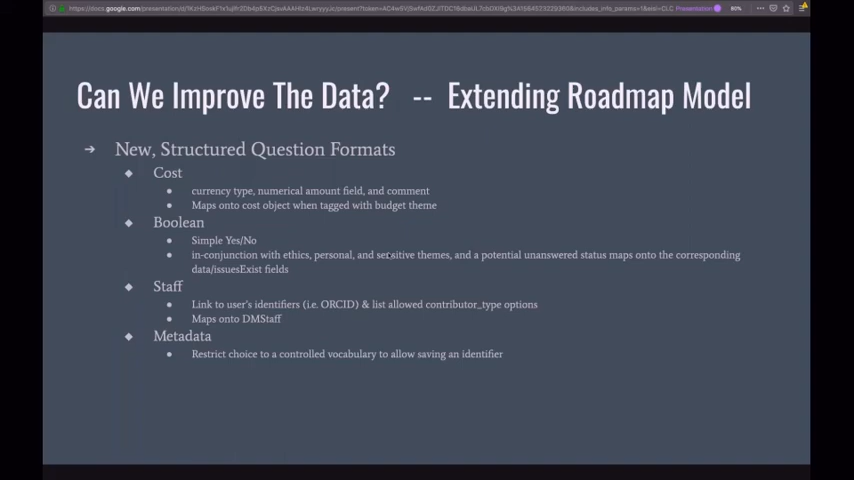 Can We Improve The Data? -- Extending Roadmap Model
➔ New, Structured Question Formats
◆ Cost
● currency type, numerical amount field, and comment
● Maps onto cost object when tagged with budget theme
◆ Boolean
● Simple Yes/No
● in-conjunction with ethics, personal, and sensitive themes, and a potential unanswered status maps onto the corresponding
data/issuesExist fields
◆ Staff
● Link to user's identifiers (i.e. ORCID) & list allowed contributor_type options
● Maps onto DMStaff
◆ Metadata
● Restrict choice to a controlled vocabulary to allow saving an identifier